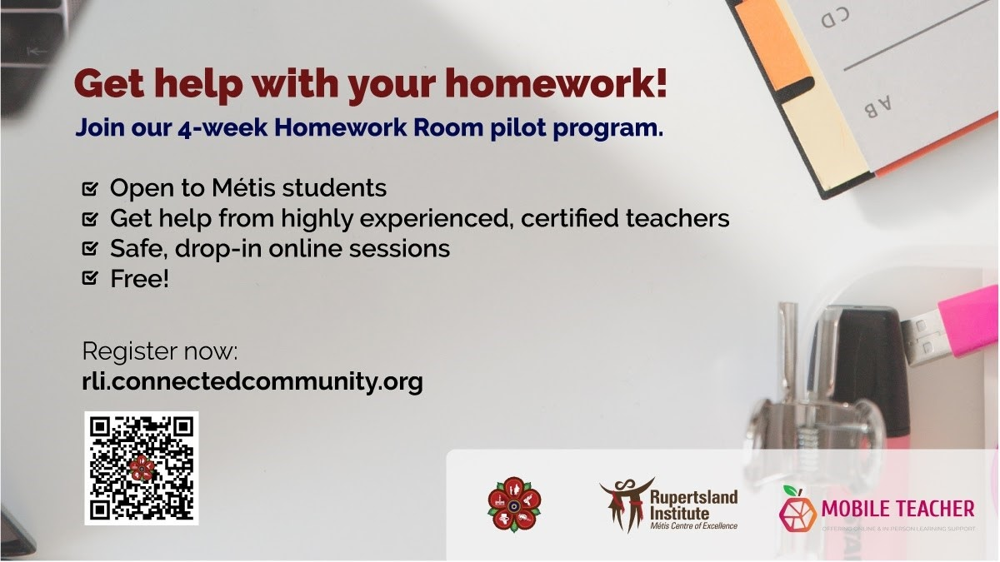 CD
AB
Get help with your homework!
Join our 4-week Homework Room pilot program.
Open to Métis students
Get help from highly experienced, certified teachers
Safe, drop-in online sessions
Free!
Register now:
rli.connectedcommunity.org
Rupertsland
Institute
Métis Centre of Excellence
MOBILE TEACHER
OFFERING ONLINE & IN-PERSON LEARNING SUPPORT